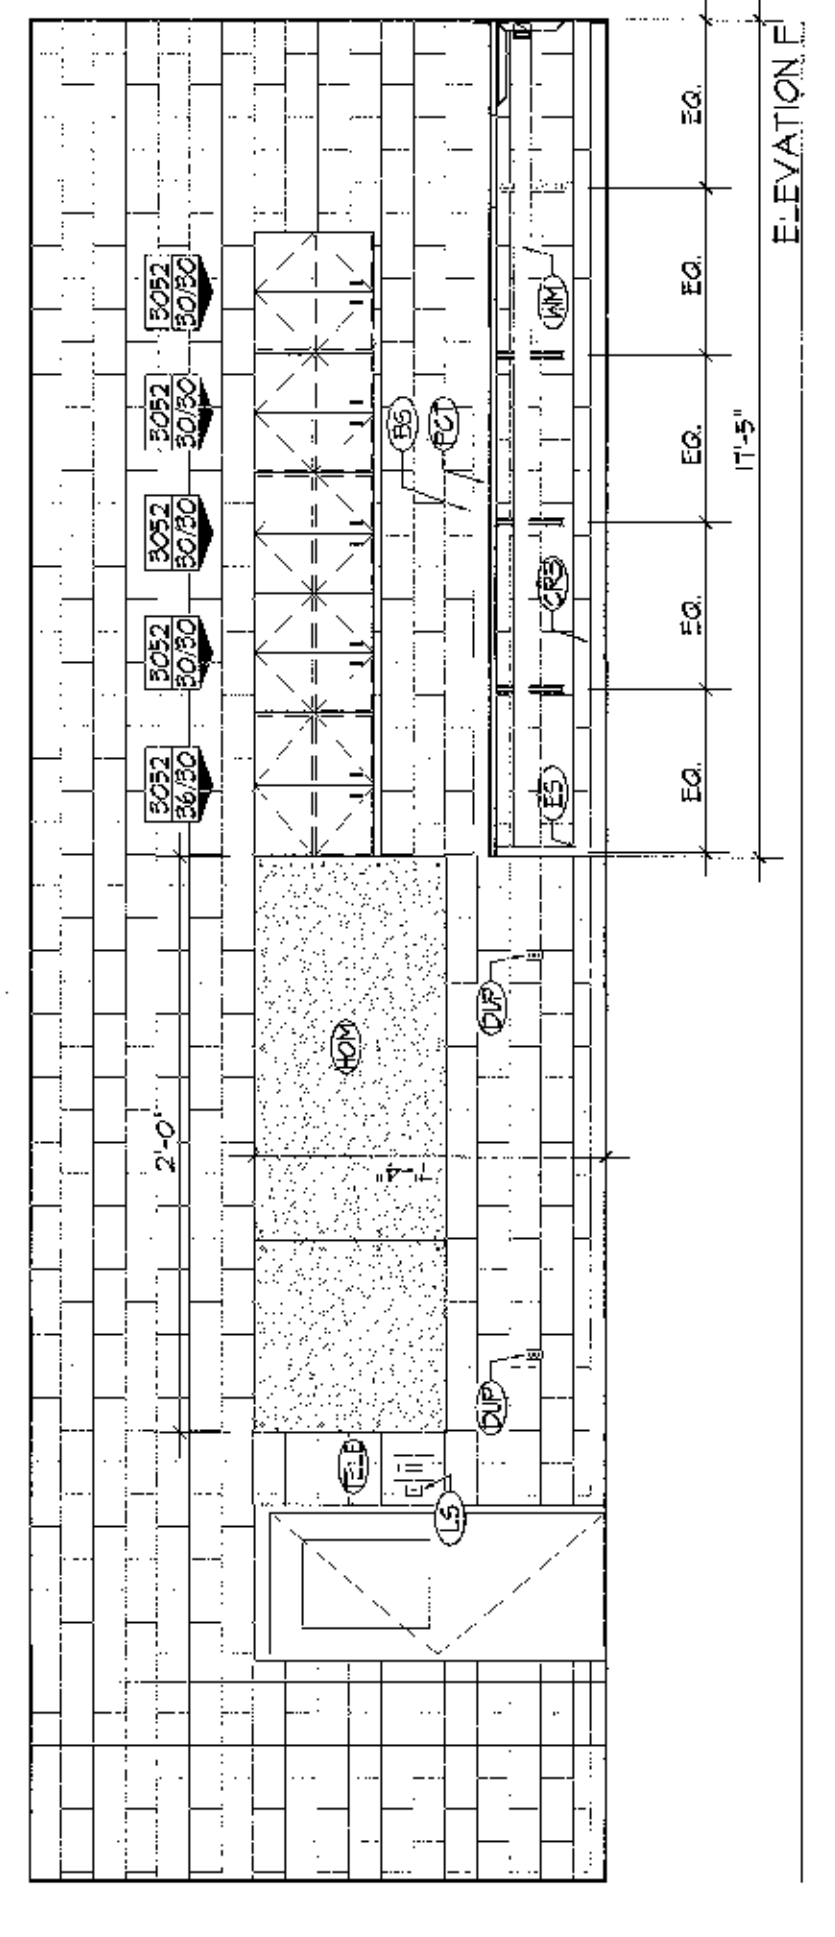 3052 3052 3052 3052 3052
36/30 30/30 30/30 30/30 30/30
2'-0"
HOM
BS
PCT
LS
DUP DUP
ES CRB WM
EQ. EQ. EQ. EQ. EQ.
17'-5"
ELEVATION F